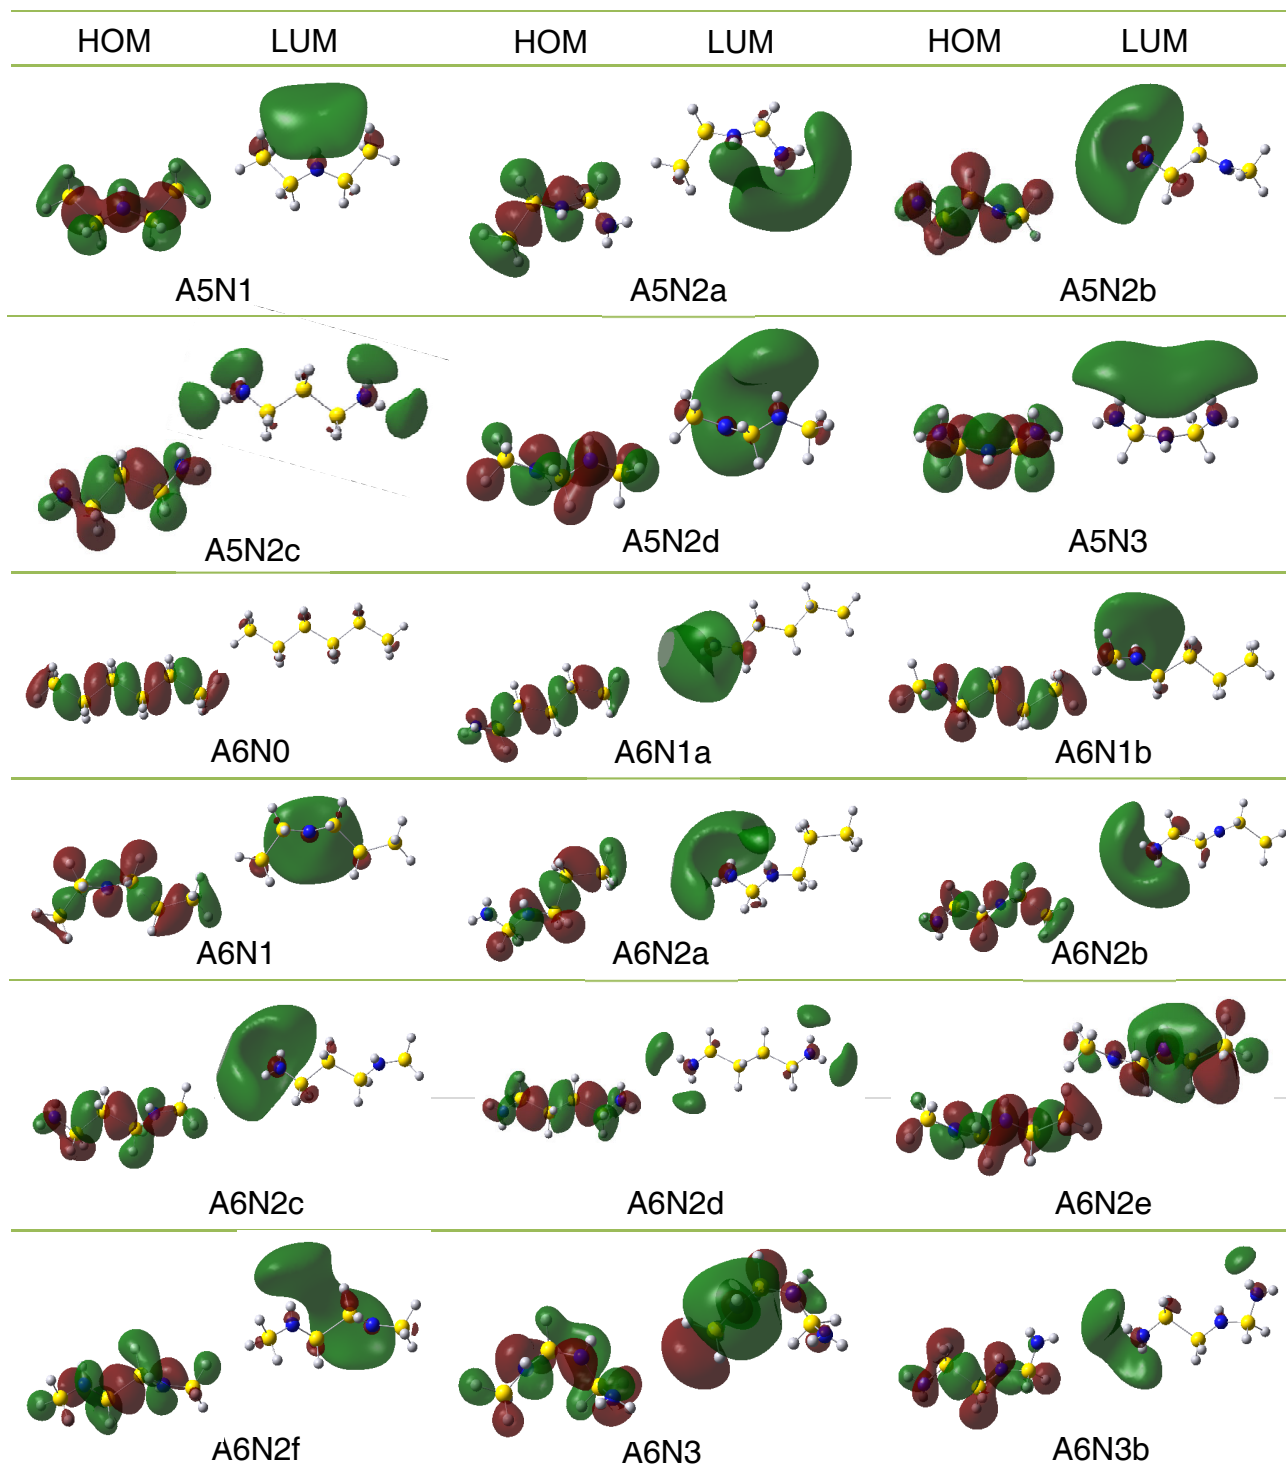 HOM LUM HOM LUM HOM LUM
A5N1 A5N2a A5N2b
A5N2c A5N2d A5N3
A6N0 A6N1a A6N1b
A6N1 A6N2a A6N2b
A6N2c A6N2d A6N2e
A6N2f A6N3 A6N3b